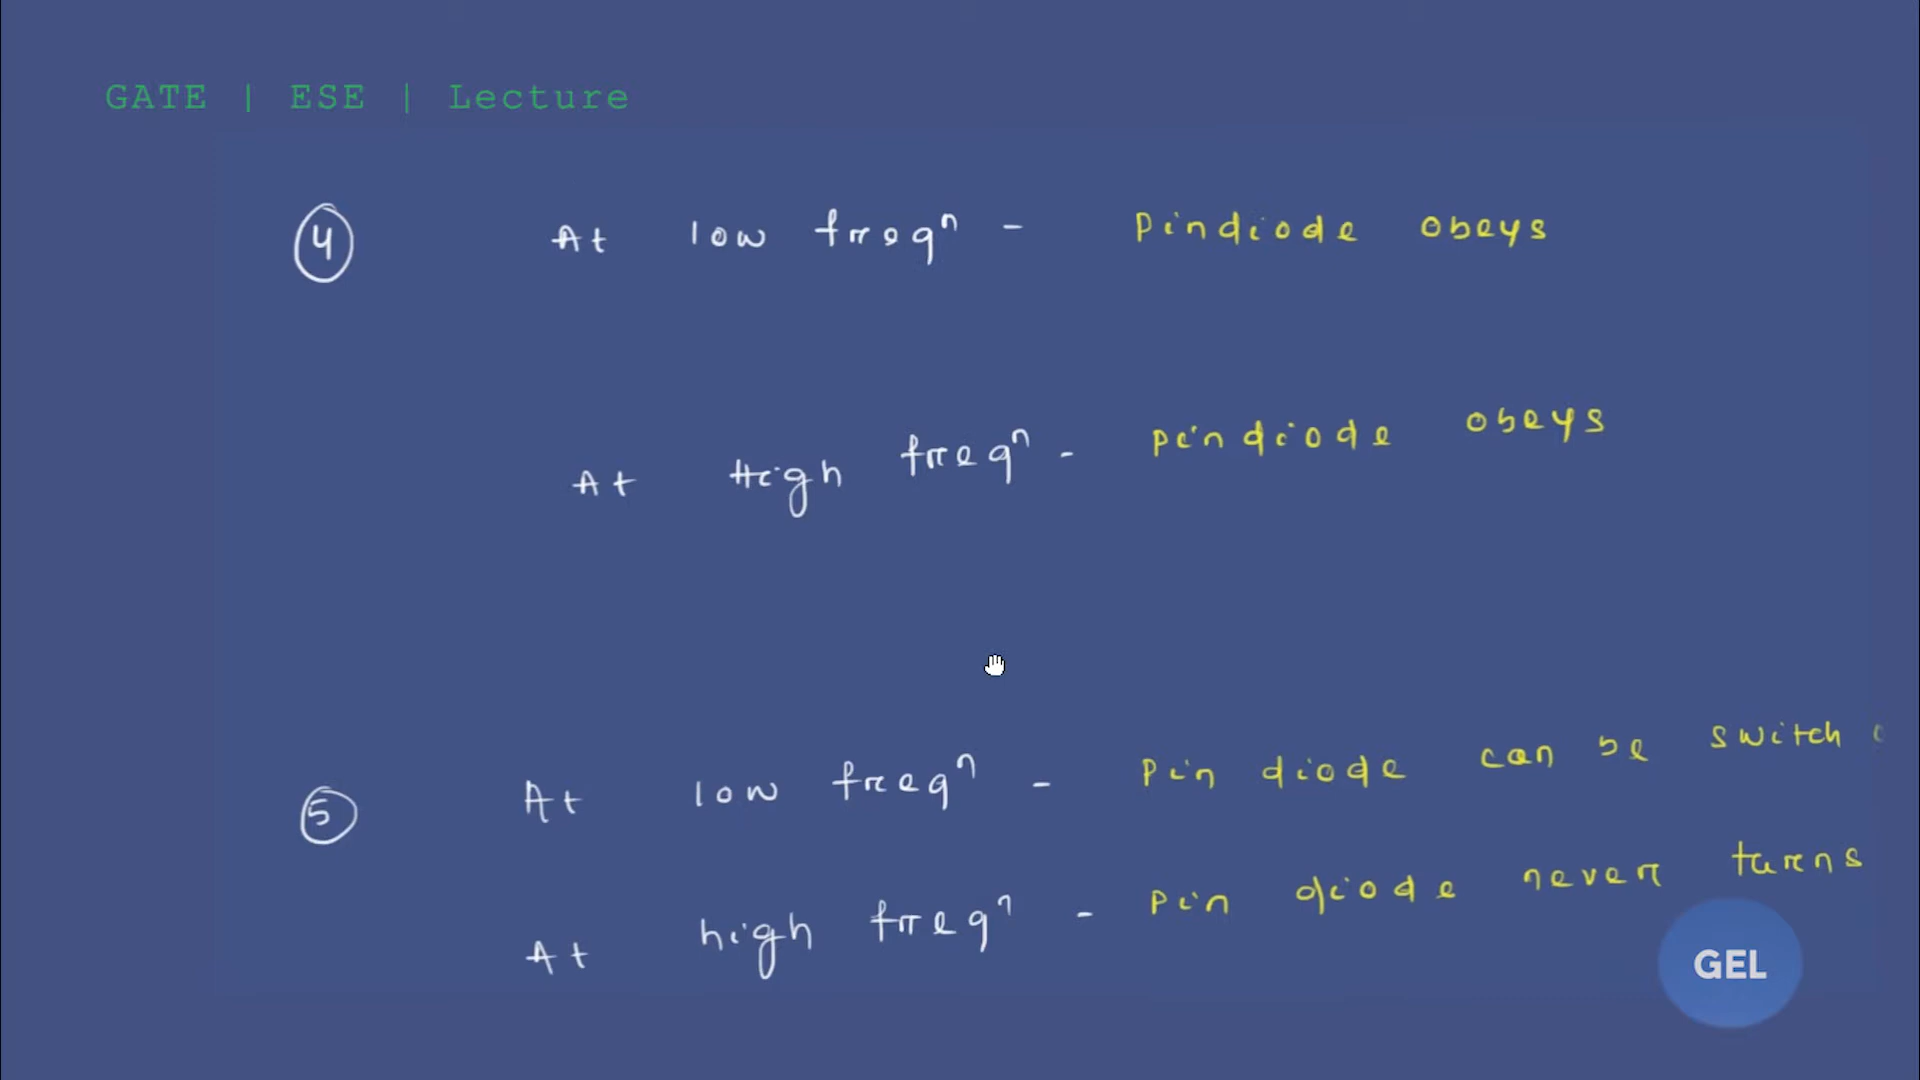 GATE | ESE | Lecture
4 At low freqⁿ - Pindiode obeys
At High freqⁿ - pindiode obeys
5 At low freqⁿ - Pin diode can be switch
At high freqⁿ - Pin diode never turns
GEL